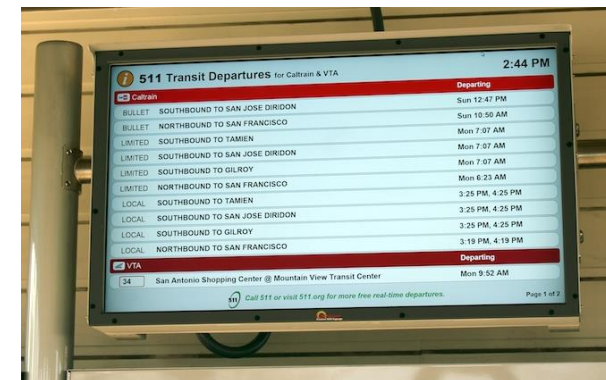 511 Transit Departures for Caltrain & VTA 2:44 PM
Caltrain Departing
BULLET SOUTHBOUND TO SAN JOSE DIRIDON Sun 12:47 PM
BULLET NORTHBOUND TO SAN FRANCISCO Sun 10:50 AM
LIMITED SOUTHBOUND TO TAMIEN Mon 7:07 AM
LIMITED SOUTHBOUND TO SAN JOSE DIRIDON Mon 7:07 AM
LIMITED SOUTHBOUND TO GILROY Mon 7:07 AM
LIMITED NORTHBOUND TO SAN FRANCISCO Mon 6:23 AM
LOCAL SOUTHBOUND TO TAMIEN 3:25 PM, 4:25 PM
LOCAL SOUTHBOUND TO SAN JOSE DIRIDON 3:25 PM, 4:25 PM
LOCAL SOUTHBOUND TO GILROY 3:25 PM, 4:25 PM
LOCAL NORTHBOUND TO SAN FRANCISCO 3:19 PM, 4:19 PM
VTA Departing
34 San Antonio Shopping Center @ Mountain View Transit Center Mon 9:52 AM
511 Call 511 or visit 511.org for more free real-time departures. Page 1 of 2